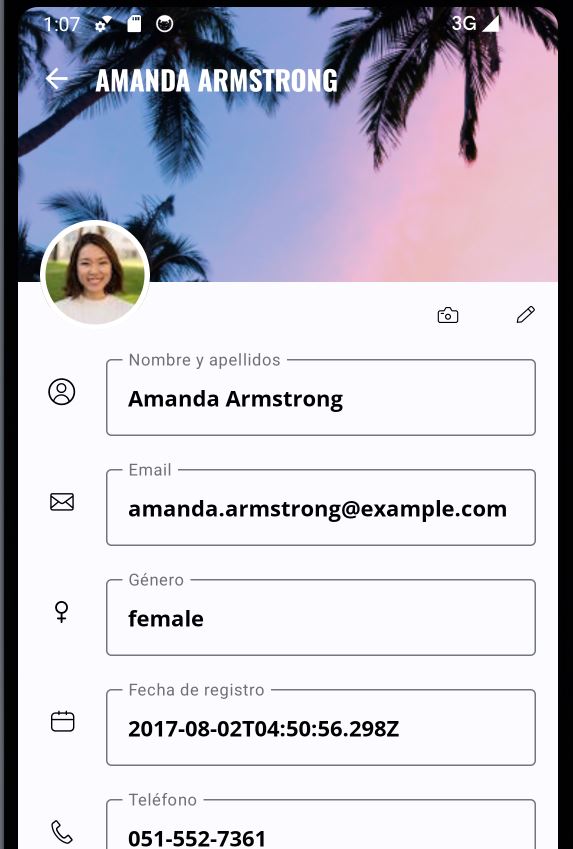 1:07 3G
AMANDA ARMSTRONG
Nombre y apellidos
Amanda Armstrong
Email
amanda.armstrong@example.com
Género
female
Fecha de registro
2017-08-02T04:50:56.298Z
Teléfono
051-552-7361